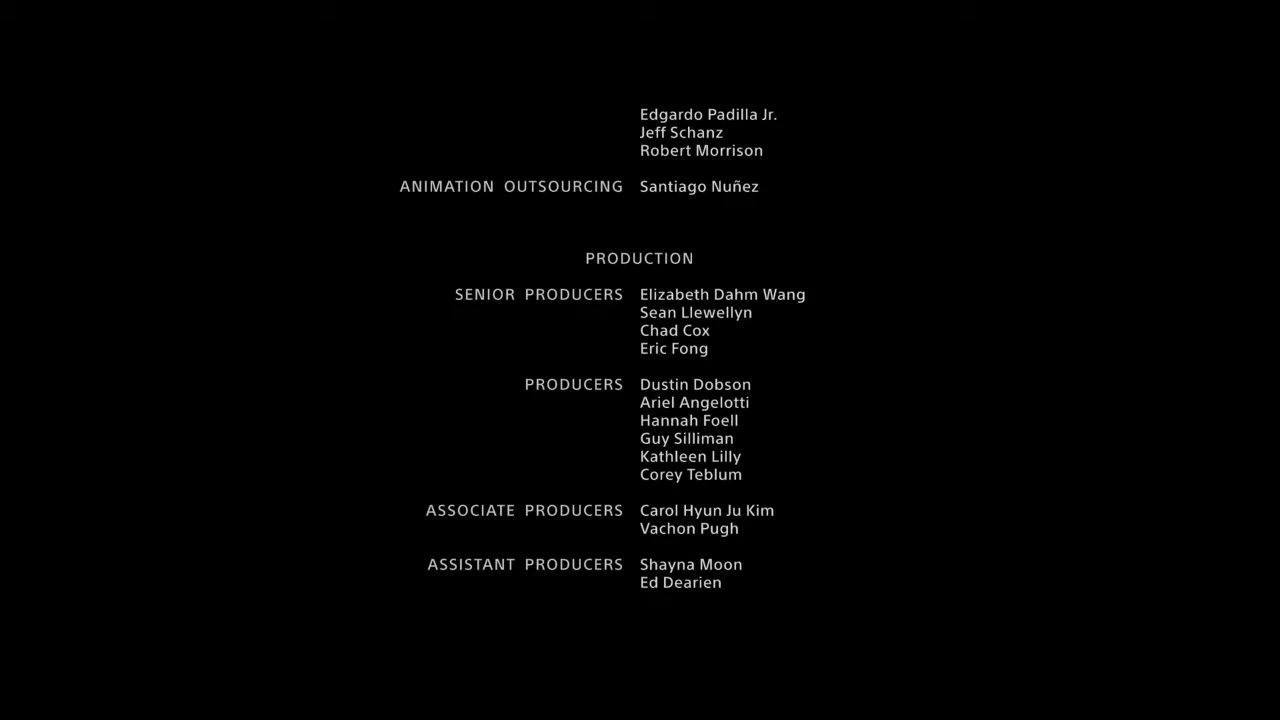 Edgardo Padilla Jr.
Jeff Schanz
Robert Morrison
ANIMATION OUTSOURCING Santiago Nuñez
PRODUCTION
SENIOR PRODUCERS Elizabeth Dahm Wang
Sean Llewellyn
Chad Cox
Eric Fong
PRODUCERS Dustin Dobson
Ariel Angelotti
Hannah Foell
Guy Silliman
Kathleen Lilly
Corey Teblum
ASSOCIATE PRODUCERS Carol Hyun Ju Kim
Vachon Pugh
ASSISTANT PRODUCERS Shayna Moon
Ed Dearien